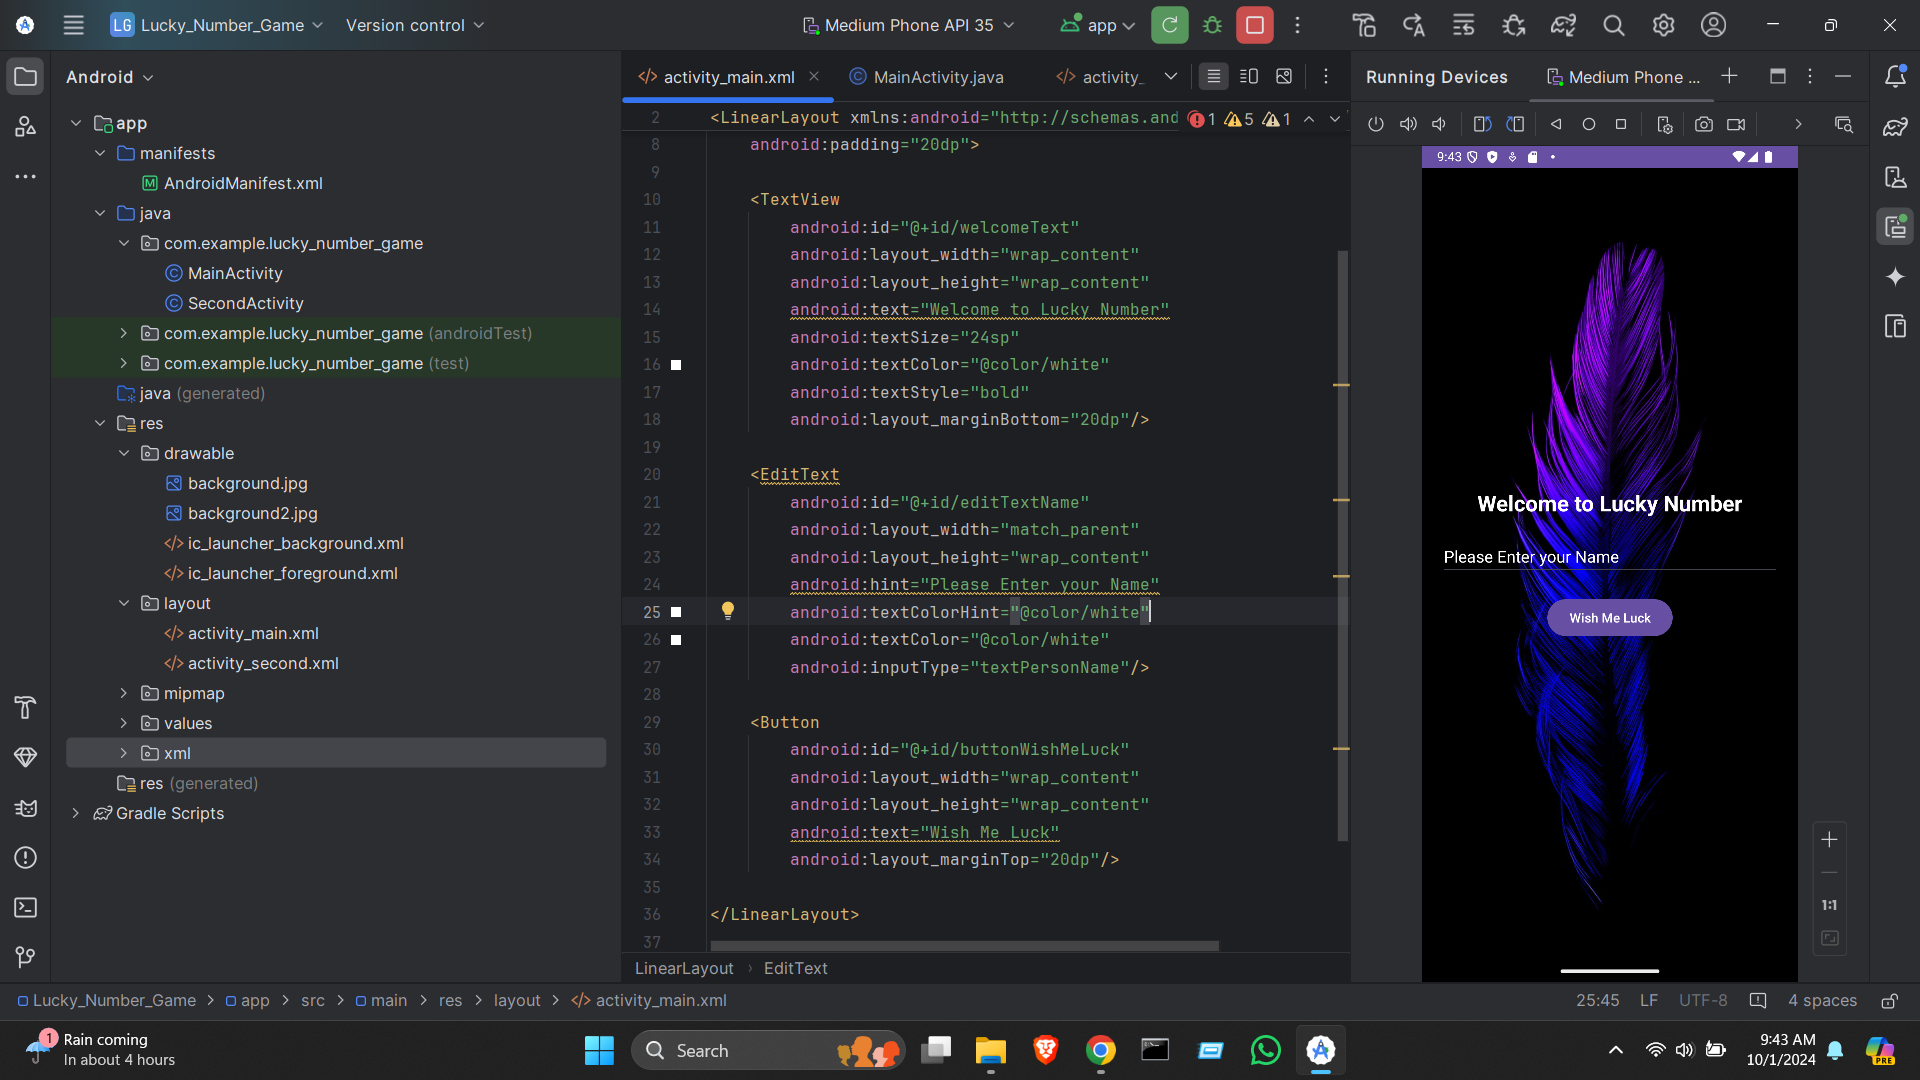 LG Lucky_Number_Game Version control Medium Phone API 35 app
Android
app
manifests
AndroidManifest.xml
java
com.example.lucky_number_game
MainActivity
SecondActivity
com.example.lucky_number_game (androidTest)
com.example.lucky_number_game (test)
java (generated)
res
drawable
background.jpg
background2.jpg
ic_launcher_background.xml
ic_launcher_foreground.xml
layout
activity_main.xml
activity_second.xml
mipmap
values
xml
res (generated)
Gradle Scripts
activity_main.xml MainActivity.java activity_
2 <LinearLayout xmlns:android="http://schemas.and 1 5 1
8 android:padding="20dp">
9
10 <TextView
11 android:id="@+id/welcomeText"
12 android:layout_width="wrap_content"
13 android:layout_height="wrap_content"
14 android:text="Welcome to Lucky Number"
15 android:textSize="24sp"
16 android:textColor="@color/white"
17 android:textStyle="bold"
18 android:layout_marginBottom="20dp"/>
19
20 <EditText
21 android:id="@+id/editTextName"
22 android:layout_width="match_parent"
23 android:layout_height="wrap_content"
24 android:hint="Please Enter your Name"
25 android:textColorHint="@color/white"
26 android:textColor="@color/white"
27 android:inputType="textPersonName"/>
28
29 <Button
30 android:id="@+id/buttonWishMeLuck"
31 android:layout_width="wrap_content"
32 android:layout_height="wrap_content"
33 android:text="Wish Me Luck"
34 android:layout_marginTop="20dp"/>
35
36 </LinearLayout>
37
LinearLayout › EditText
Running Devices Medium Phone ...
9:43
Welcome to Lucky Number
Please Enter your Name
Wish Me Luck
1:1
Lucky_Number_Game > app > src > main > res > layout > activity_main.xml
25:45 LF UTF-8 4 spaces
1
Rain coming
In about 4 hours
Search
PRE
9:43 AM
10/1/2024